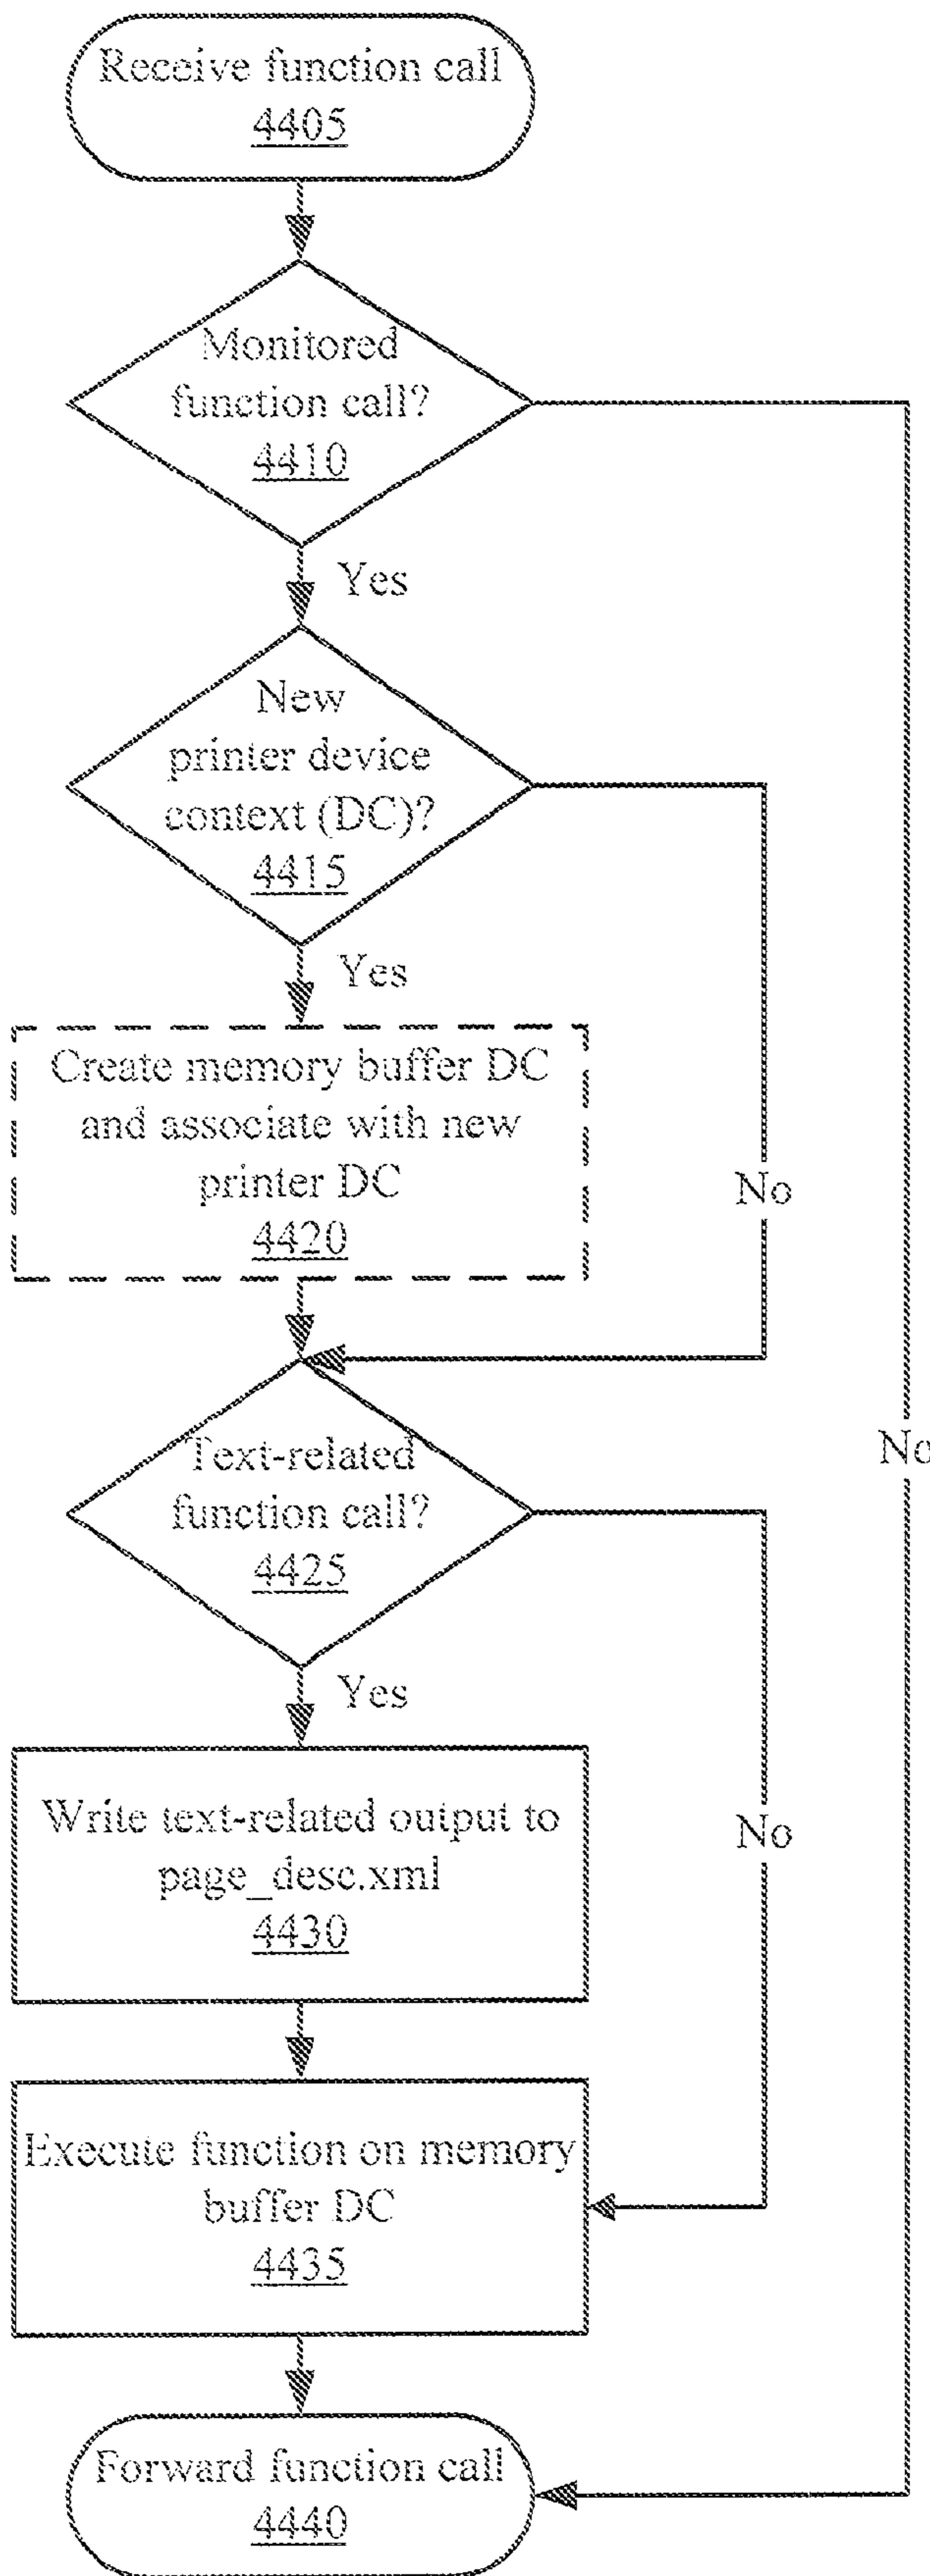 Receive function call
4405
Monitored
function call?
4410
Yes
New
printer device
context (DC)?
4415
Yes
Create memory buffer DC
and associate with new
printer DC
4420
No
No
Text-related
function call?
4425
Yes
Write text-related output to
page_desc.xml
4430
No
Execute function on memory
buffer DC
4435
Forward function call
4440